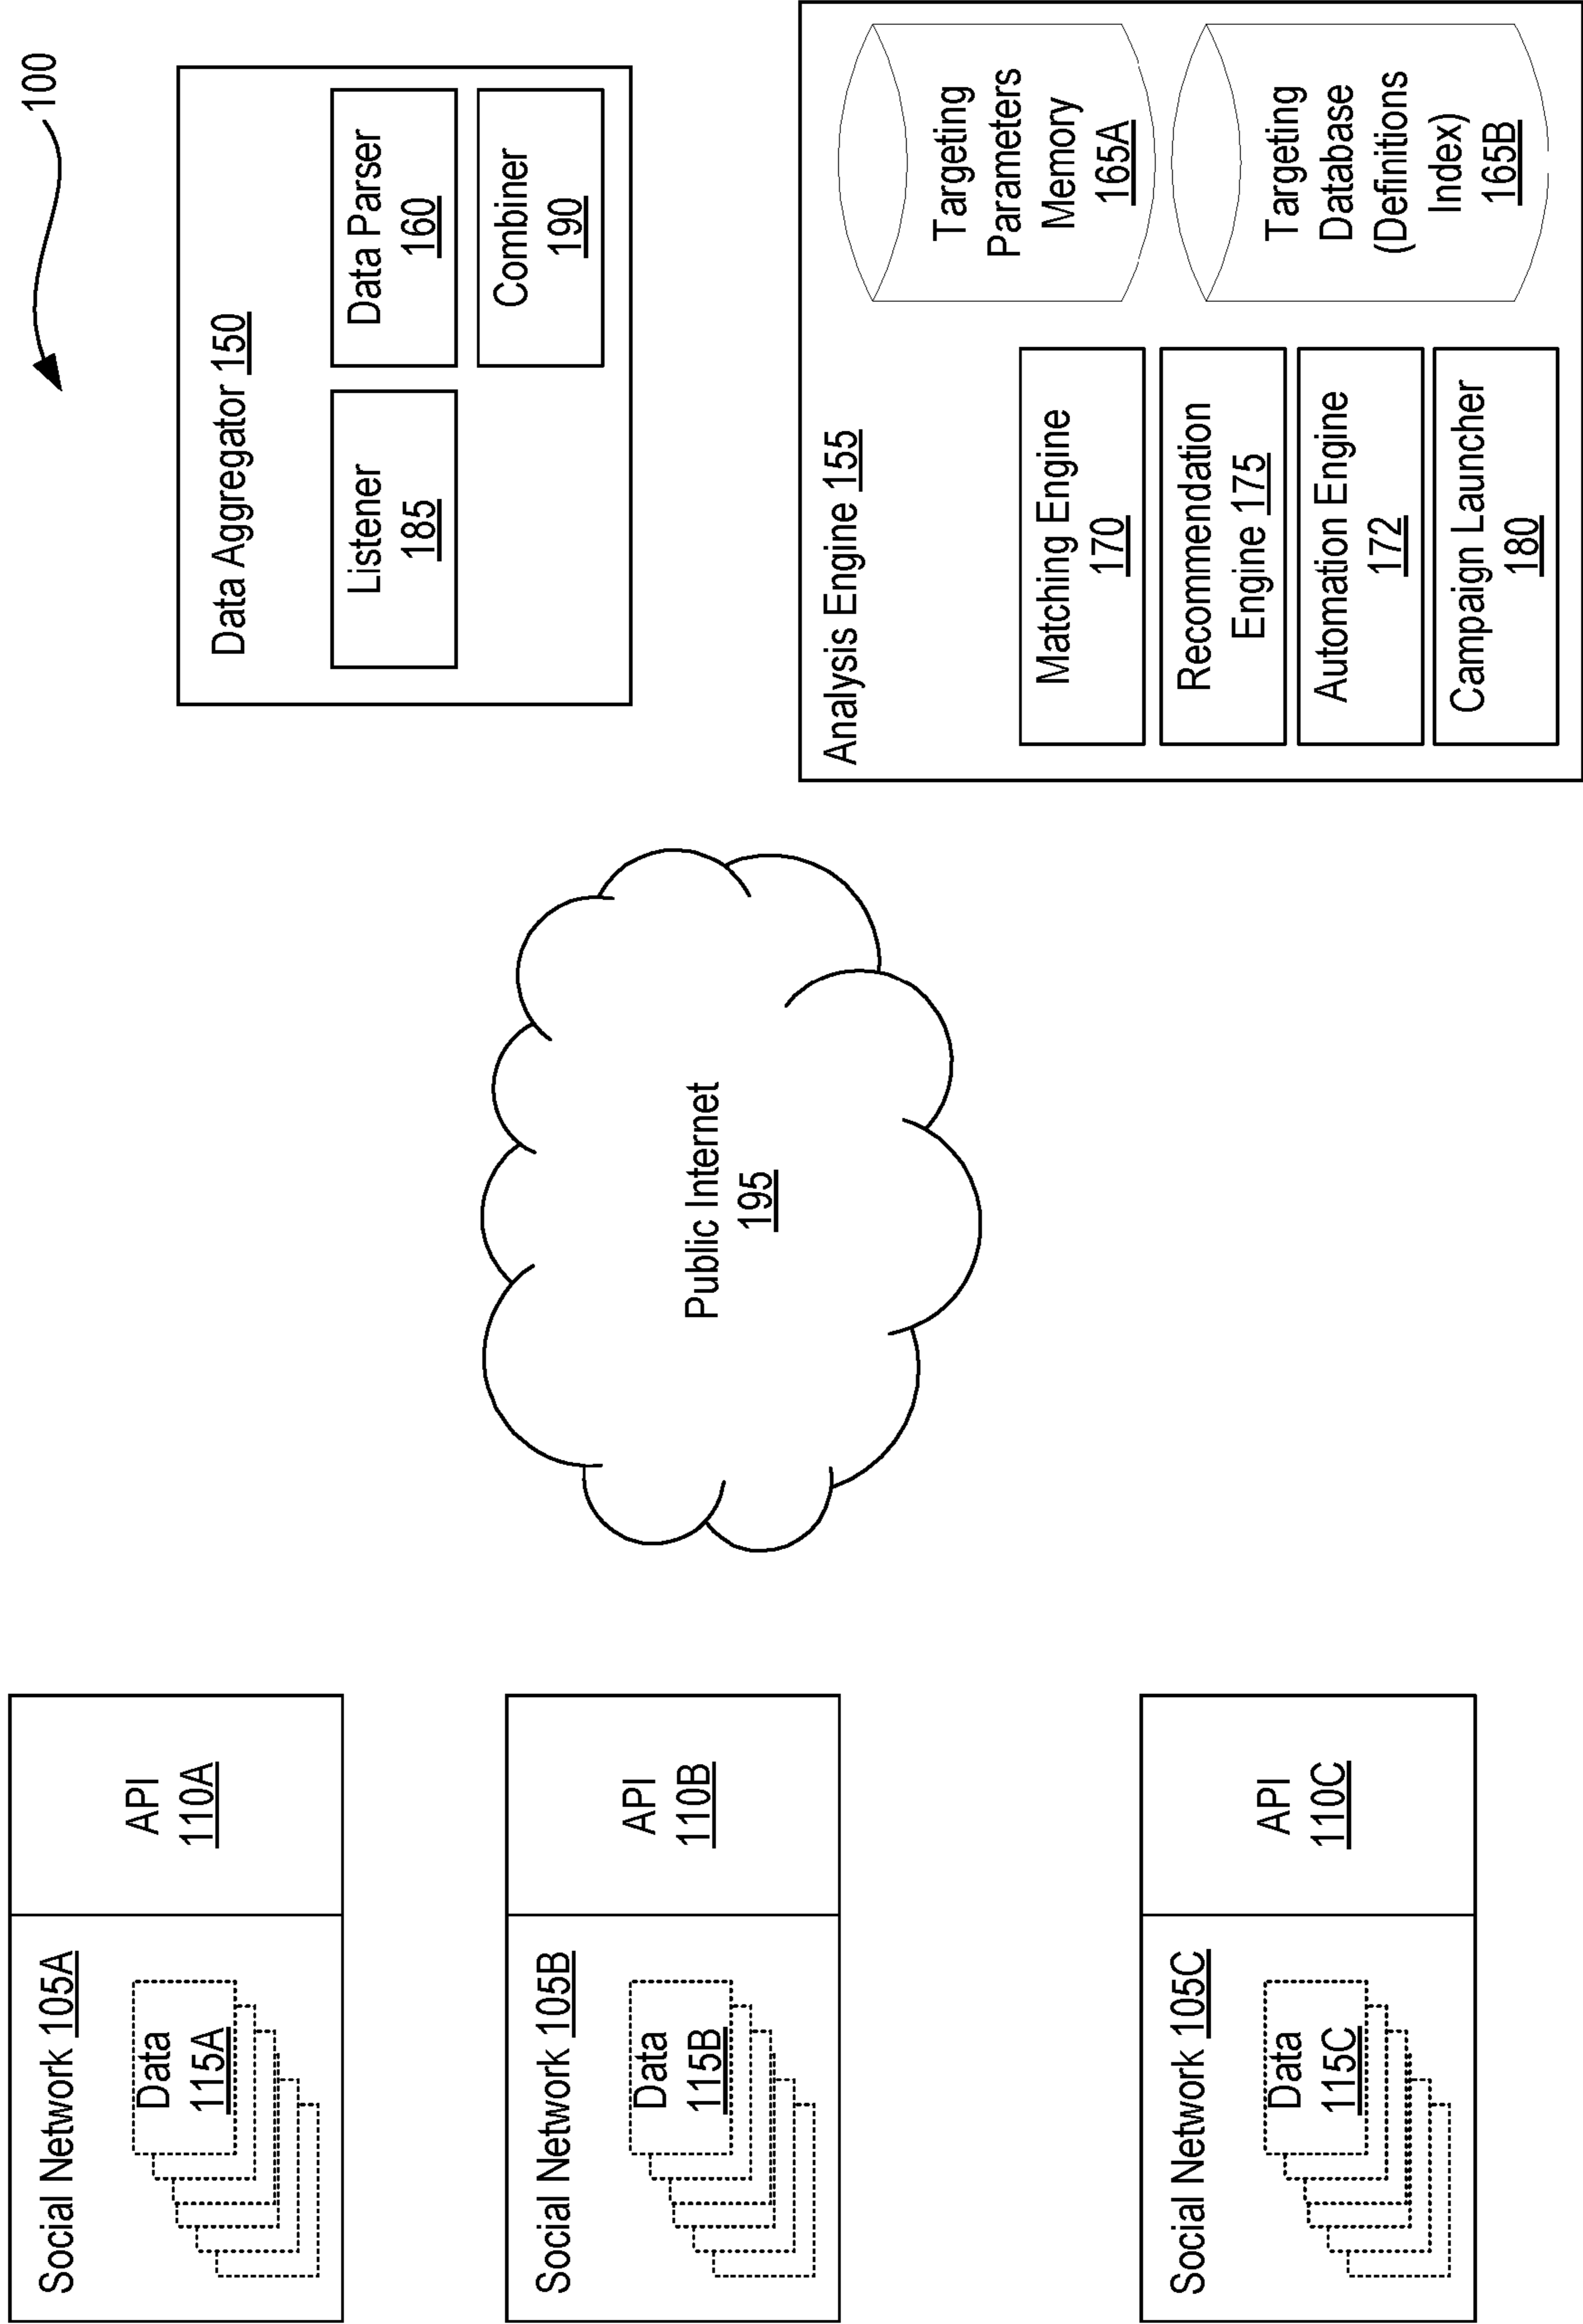 100
Social Network 105A
Data
115A
API
110A
Social Network 105B
Data
115B
API
110B
Social Network 105C
Data
115C
API
110C
Public Internet
195
Data Aggregator 150
Listener
185
Data Parser
160
Combiner
190
Analysis Engine 155
Matching Engine
170
Recommendation
Engine 175
Automation Engine
172
Campaign Launcher
180
Targeting
Parameters
Memory
165A
Targeting
Database
(Definitions
Index)
165B